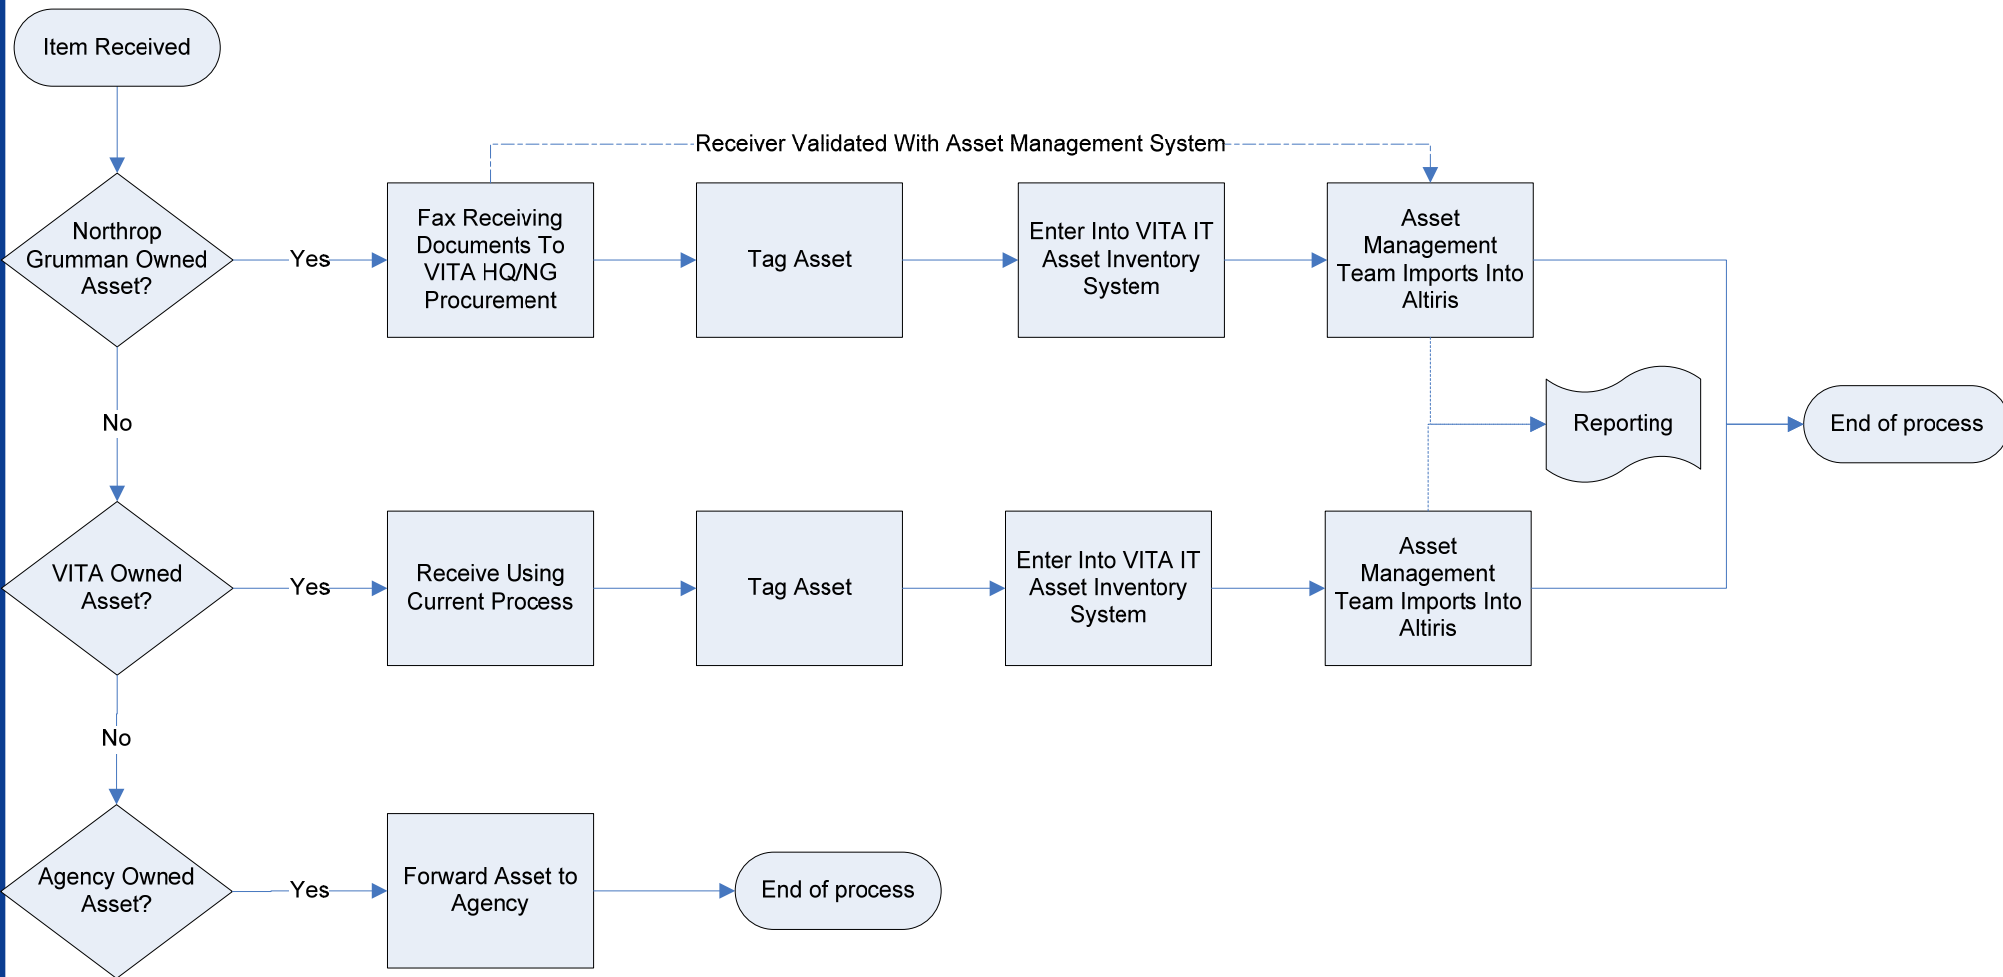 Item Received
Receiver Validated With Asset Management System
Northrop
Grumman Owned
Asset?
Yes
Fax Receiving
Documents To
VITA HQ/NG
Procurement
Tag Asset
Enter Into VITA IT
Asset Inventory
System
Asset
Management
Team Imports Into
Altiris
No
Reporting
End of process
VITA Owned
Asset?
Yes
Receive Using
Current Process
Tag Asset
Enter Into VITA IT
Asset Inventory
System
Asset
Management
Team Imports Into
Altiris
No
Agency Owned
Asset?
Yes
Forward Asset to
Agency
End of process